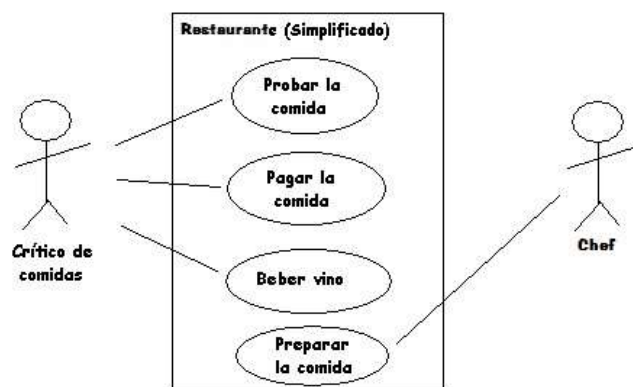 Restaurante (Simplificado)
Probar la
comida
Pagar la
comida
Beber vino
Preparar
la comida
Crítico de
comidas
Chef